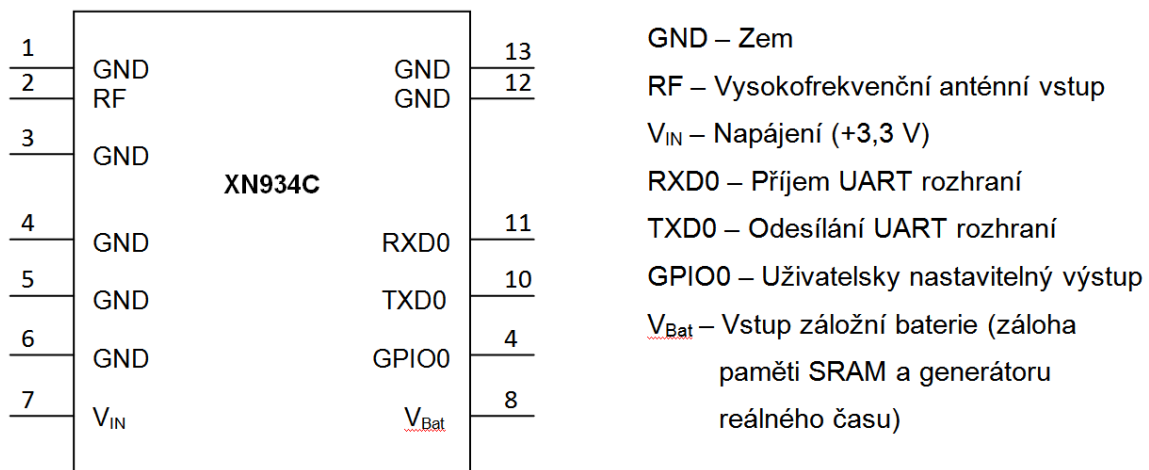 1
GND
2
RF
3
GND
4
GND
5
GND
6
GND
7
VIN
XN934C
13
GND
12
GND
11
RXD0
10
TXD0
4
GPIO0
8
VBat
GND – Zem
RF – Vysokofrekvenční anténní vstup
VIN – Napájení (+3,3 V)
RXD0 – Příjem UART rozhraní
TXD0 – Odesílání UART rozhraní
GPIO0 – Uživatelsky nastavitelný výstup
VBat – Vstup záložní baterie (záloha
paměti SRAM a generátoru
reálného času)